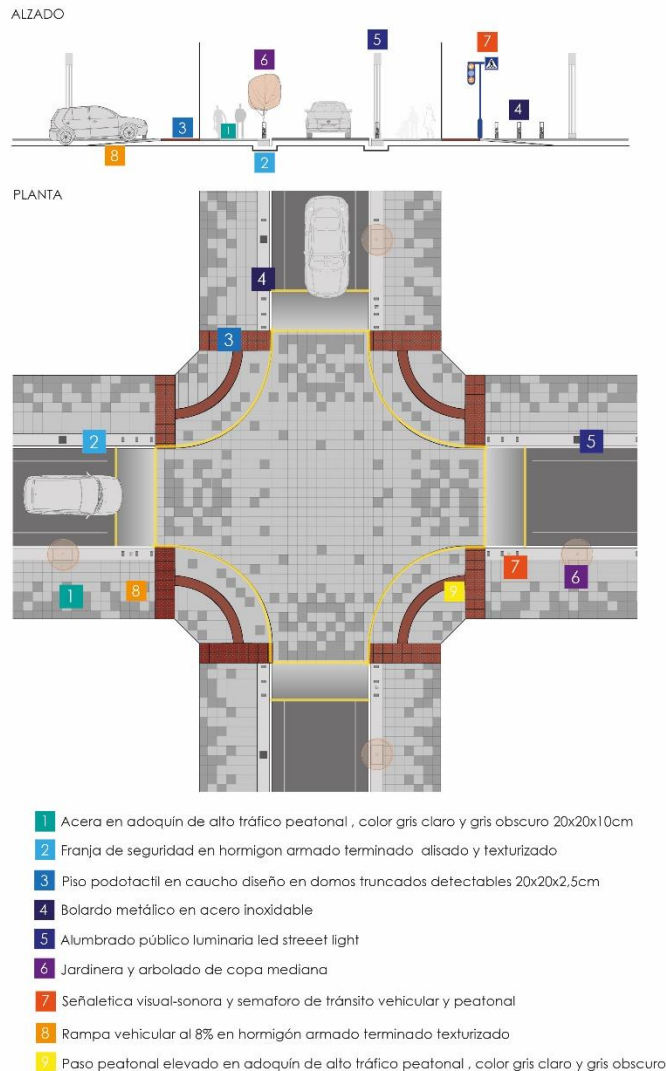 ALZADO
5
7
6
4
3
1
8
2
PLANTA
4
3
2
5
7
1
8
9
6
1 Acera en adoquín de alto tráfico peatonal , color gris claro y gris obscuro 20x20x10cm
2 Franja de seguridad en hormigon armado terminado alisado y texturizado
3 Piso podotactil en caucho diseño en domos truncados detectables 20x20x2,5cm
4 Bolardo metálico en acero inoxidable
5 Alumbrado público luminaria led streeet light
6 Jardinera y arbolado de copa mediana
7 Señaletica visual-sonora y semaforo de tránsito vehicular y peatonal
8 Rampa vehicular al 8% en hormigón armado terminado texturizado
9 Paso peatonal elevado en adoquín de alto tráfico peatonal , color gris claro y gris obscuro